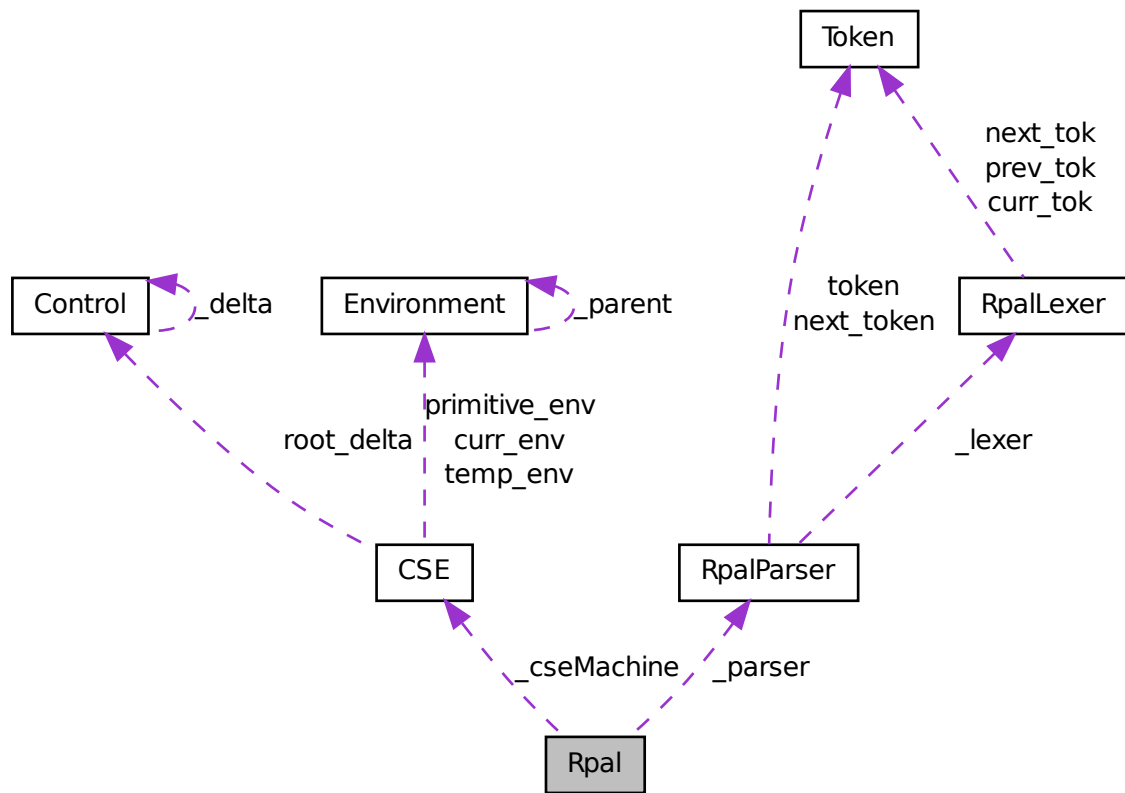 Token
next_tok
prev_tok
curr_tok
Control
_delta
Environment
_parent
token
next_token
RpalLexer
root_delta
primitive_env
curr_env
temp_env
_lexer
CSE
RpalParser
_cseMachine
_parser
Rpal